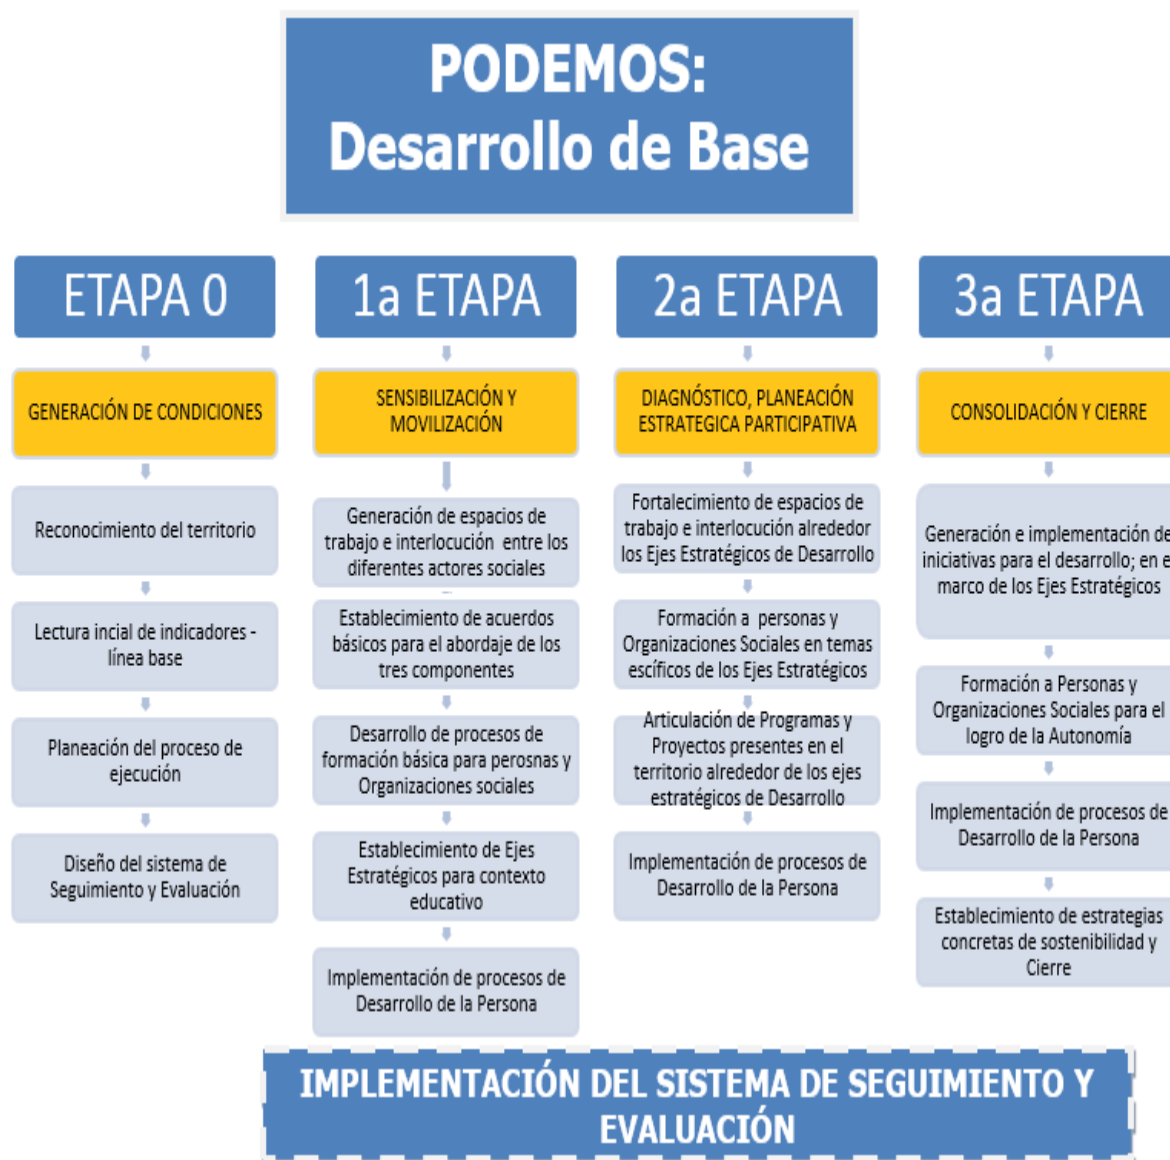 PODEMOS:
Desarrollo de Base
ETAPA 0
GENERACIÓN DE CONDICIONES
Reconocimiento del territorio
Lectura incial de indicadores -
línea base
Planeación del proceso de
ejecución
Diseño del sistema de
Seguimiento y Evaluación
1a ETAPA
SENSIBILIZACIÓN Y
MOVILIZACIÓN
Generación de espacios de
trabajo e interlocución entre los
diferentes actores sociales
Establecimiento de acuerdos
básicos para el abordaje de los
tres componentes
Desarrollo de procesos de
formación básica para perosnas y
Organizaciones sociales
Establecimiento de Ejes
Estratégicos para contexto
educativo
Implementación de procesos de
Desarrollo de la Persona
2a ETAPA
DIAGNÓSTICO, PLANEACIÓN
ESTRATEGICA PARTICIPATIVA
Fortalecimiento de espacios de
trabajo e interlocución alrededor
los Ejes Estratégicos de Desarrollo
Formación a personas y
Organizaciones Sociales en temas
escíficos de los Ejes Estratégicos
Articulación de Programas y
Proyectos presentes en el
territorio alrededor de los ejes
estratégicos de Desarrollo
Implementación de procesos de
Desarrollo de la Persona
3a ETAPA
CONSOLIDACIÓN Y CIERRE
Generación e implementación de
iniciativas para el desarrollo; en e
marco de los Ejes Estratégicos
Formación a Personas y
Organizaciones Sociales para el
logro de la Autonomía
Implementación de procesos de
Desarrollo de la Persona
Establecimiento de estrategias
concretas de sostenibilidad y
Cierre
IMPLEMENTACIÓN DEL SISTEMA DE SEGUIMIENTO Y
EVALUACIÓN